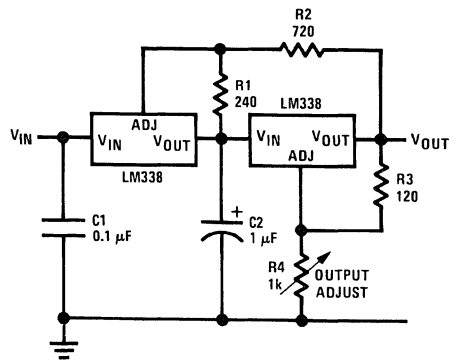 R2
720
R1
240
LM338
VIN
ADJ
VIN
VOUT
LM338
VIN
VOUT
ADJ
VOUT
R3
120
C1
0.1 µF
C2
1 µF
+
R4
1k
OUTPUT
ADJUST